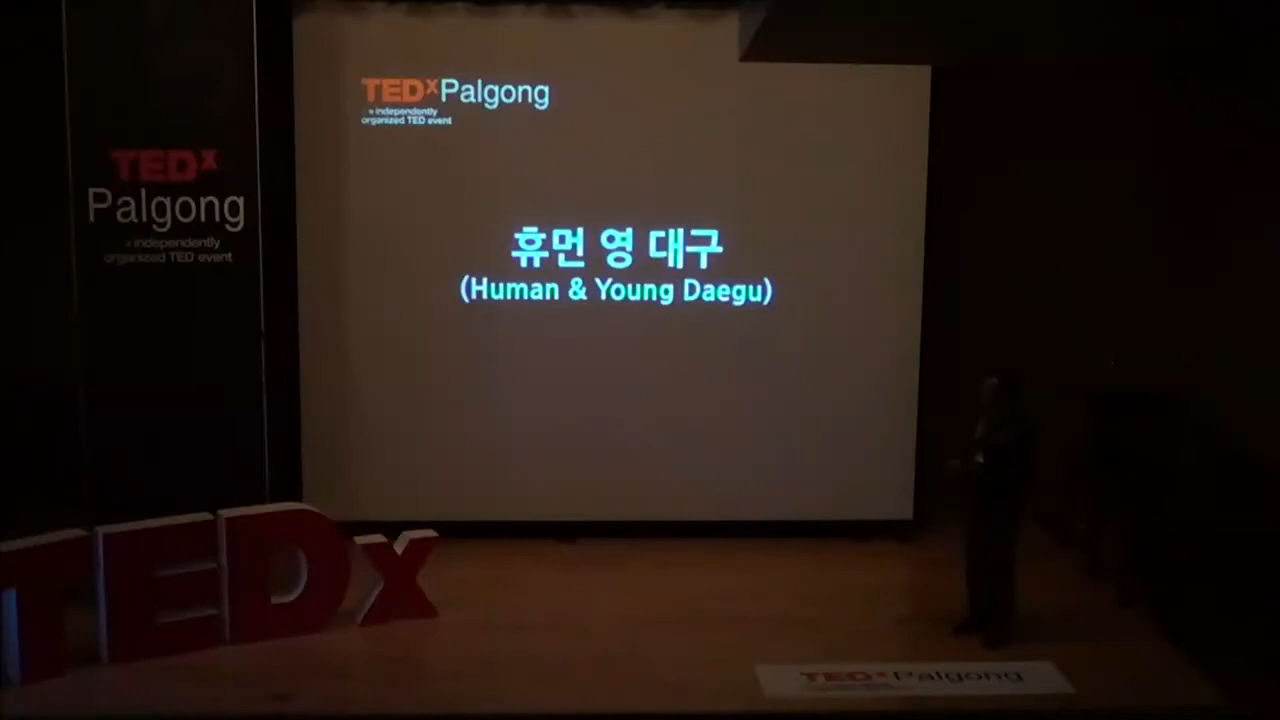 TEDx
Palgong
x independently
organized TED event
TEDxPalgong
x independently
organized TED event
휴먼 영 대구
(Human & Young Daegu)
TEDx
TEDxPalgong